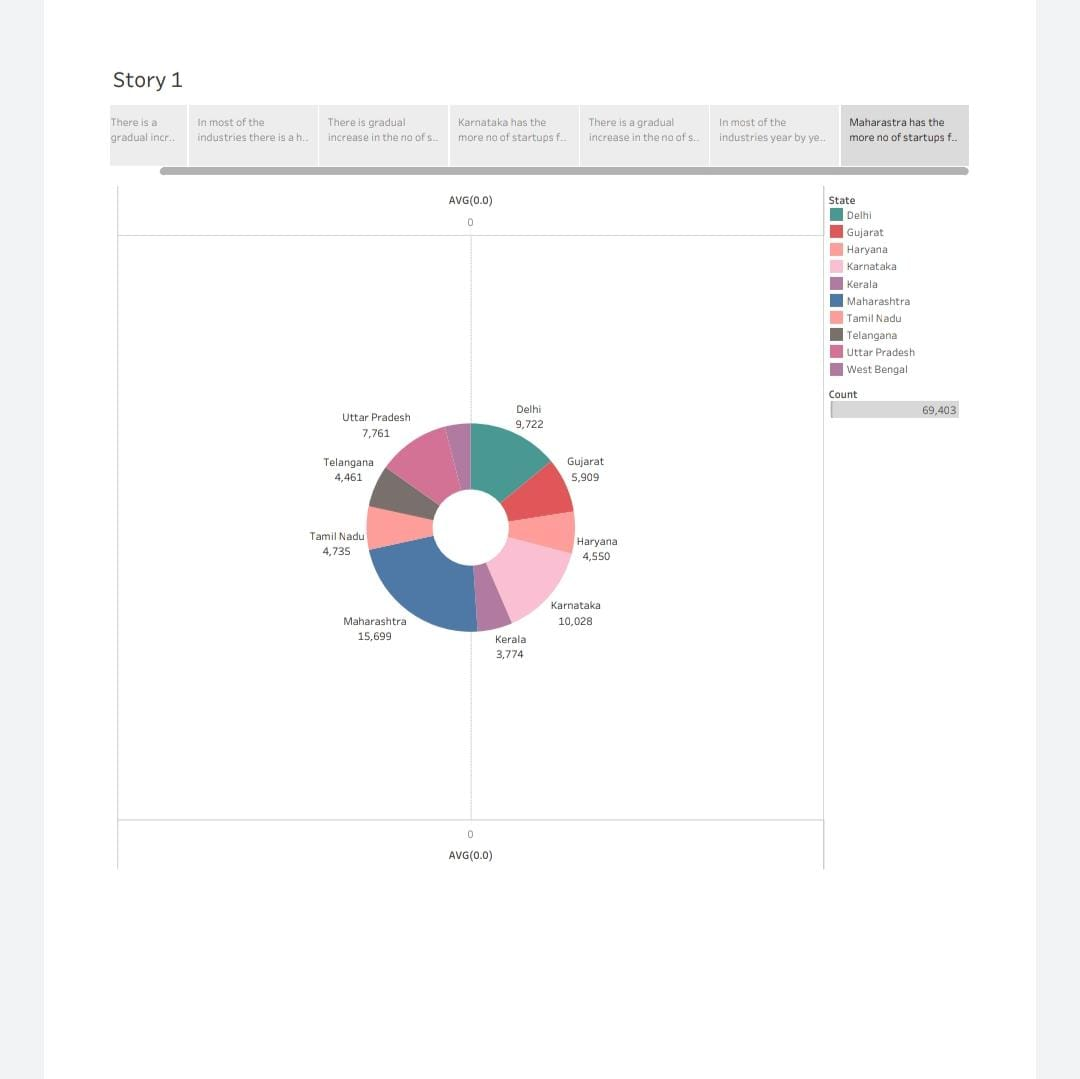 Story 1
There is a
gradual incr..
In most of the
industries there is a h..
There is gradual
increase in the no of s..
Karnataka has the
more no of startups f..
There is a gradual
increase in the no of s..
In most of the
industries year by ye..
Maharastra has the
more no of startups f..
AVG(0.0)
0
Delhi
9,722
Uttar Pradesh
7,761
Gujarat
5,909
Telangana
4,461
Tamil Nadu
4,735
Haryana
4,550
Karnataka
10,028
Maharashtra
15,699
Kerala
3,774
0
AVG(0.0)
State
Delhi
Gujarat
Haryana
Karnataka
Kerala
Maharashtra
Tamil Nadu
Telangana
Uttar Pradesh
West Bengal
Count
69,403